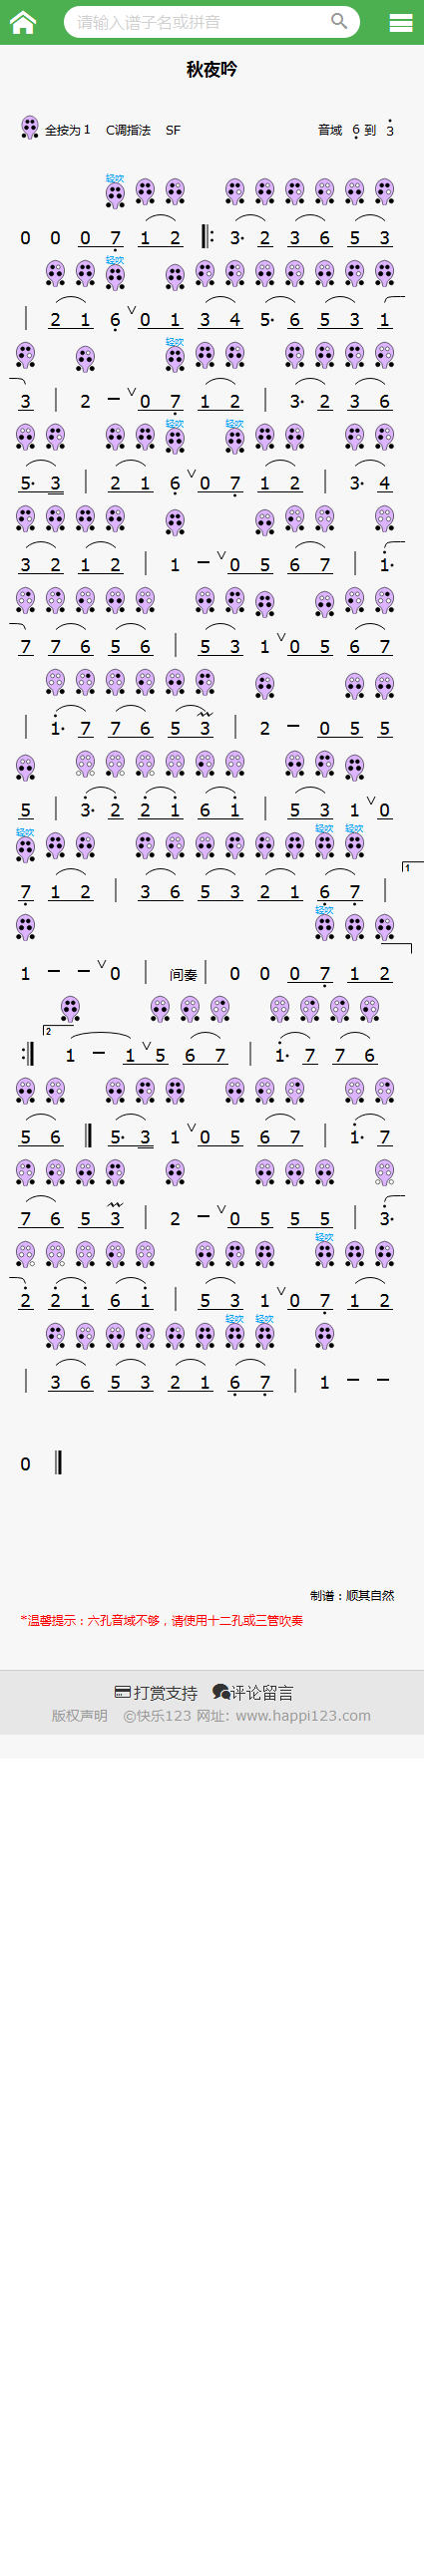 请输入谱子名或拼音
秋夜吟
全按为 1 C调指法 SF 音域 6 到 3
轻吹
0 0 0 7 1 2 3· 2 3 6 5 3
轻吹
2 1 6 ∨ 0 1 3 4 5· 6 5 3 1
轻吹
3 | 2 － ∨ 0 7 1 2 | 3· 2 3 6
轻吹 轻吹
5· 3 | 2 1 6 ∨ 0 7 1 2 | 3· 4
3 2 1 2 | 1 － ∨ 0 5 6 7 | 1·
7 7 6 5 6 | 5 3 1 ∨ 0 5 6 7
| 1· 7 7 6 5 3 | 2 － 0 5 5
5 | 3· 2 2 1 6 1 | 5 3 1 ∨ 0
轻吹 轻吹 轻吹
7 1 2 | 3 6 5 3 2 1 6 7 |
1
轻吹
1 － － ∨ 0 | 间奏 | 0 0 0 7 1 2
2
1 － 1 ∨ 5 6 7 | 1· 7 7 6
5 6 5· 3 1 ∨ 0 5 6 7 | 1· 7
7 6 5 3 | 2 － ∨ 0 5 5 5 | 3·
轻吹
2 2 1 6 1 | 5 3 1 ∨ 0 7 1 2
轻吹 轻吹
| 3 6 5 3 2 1 6 7 | 1 － －
0
制谱：顺其自然
*温馨提示：六孔音域不够，请使用十二孔或三管吹奏
打赏支持 评论留言
版权声明 ©快乐123 网址：www.happi123.com